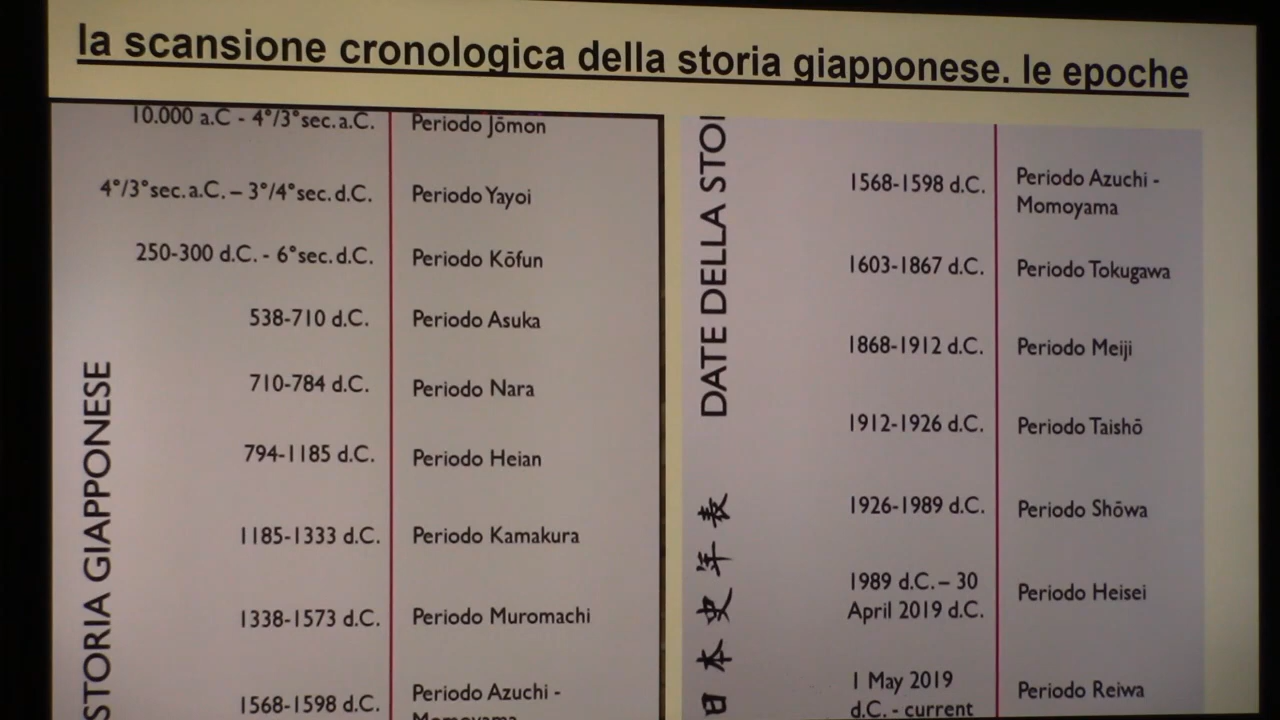 la scansione cronologica della storia giapponese. le epoche
10.000 a.C - 4°/3°sec.a.C. Periodo Jōmon
4°/3°sec.a.C. – 3°/4°sec.d.C. Periodo Yayoi
250-300 d.C. - 6°sec.d.C. Periodo Kōfun
538-710 d.C. Periodo Asuka
710-784 d.C. Periodo Nara
794-1185 d.C. Periodo Heian
1185-1333 d.C. Periodo Kamakura
1338-1573 d.C. Periodo Muromachi
1568-1598 d.C. Periodo Azuchi -
Momoyama
STORIA GIAPPONESE
DATE DELLA STO
日本史年表
1568-1598 d.C. Periodo Azuchi -
Momoyama
1603-1867 d.C. Periodo Tokugawa
1868-1912 d.C. Periodo Meiji
1912-1926 d.C. Periodo Taishō
1926-1989 d.C. Periodo Shōwa
1989 d.C. – 30
April 2019 d.C. Periodo Heisei
1 May 2019
d.C. - current Periodo Reiwa